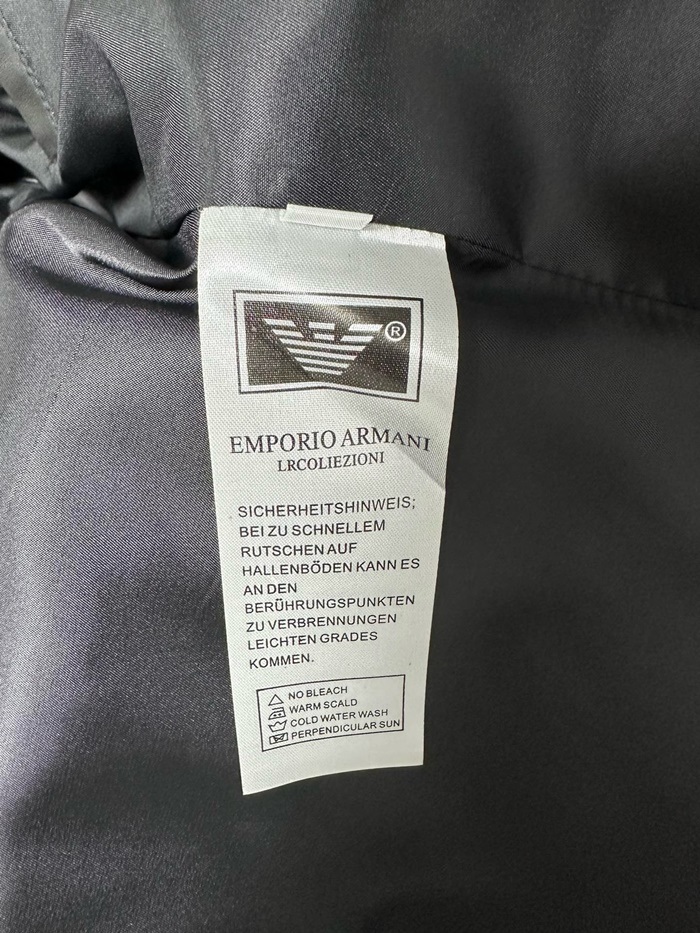 ®
EMPORIO ARMANI
LRCOLIEZIONI
SICHERHEITSHINWEIS;
BEI ZU SCHNELLEM
RUTSCHEN AUF
HALLENBÖDEN KANN ES
AN DEN
BERÜHRUNGSPUNKTEN
ZU VERBRENNUNGEN
LEICHTEN GRADES
KOMMEN.
NO BLEACH
WARM SCALD
COLD WATER WASH
PERPENDICULAR SUN